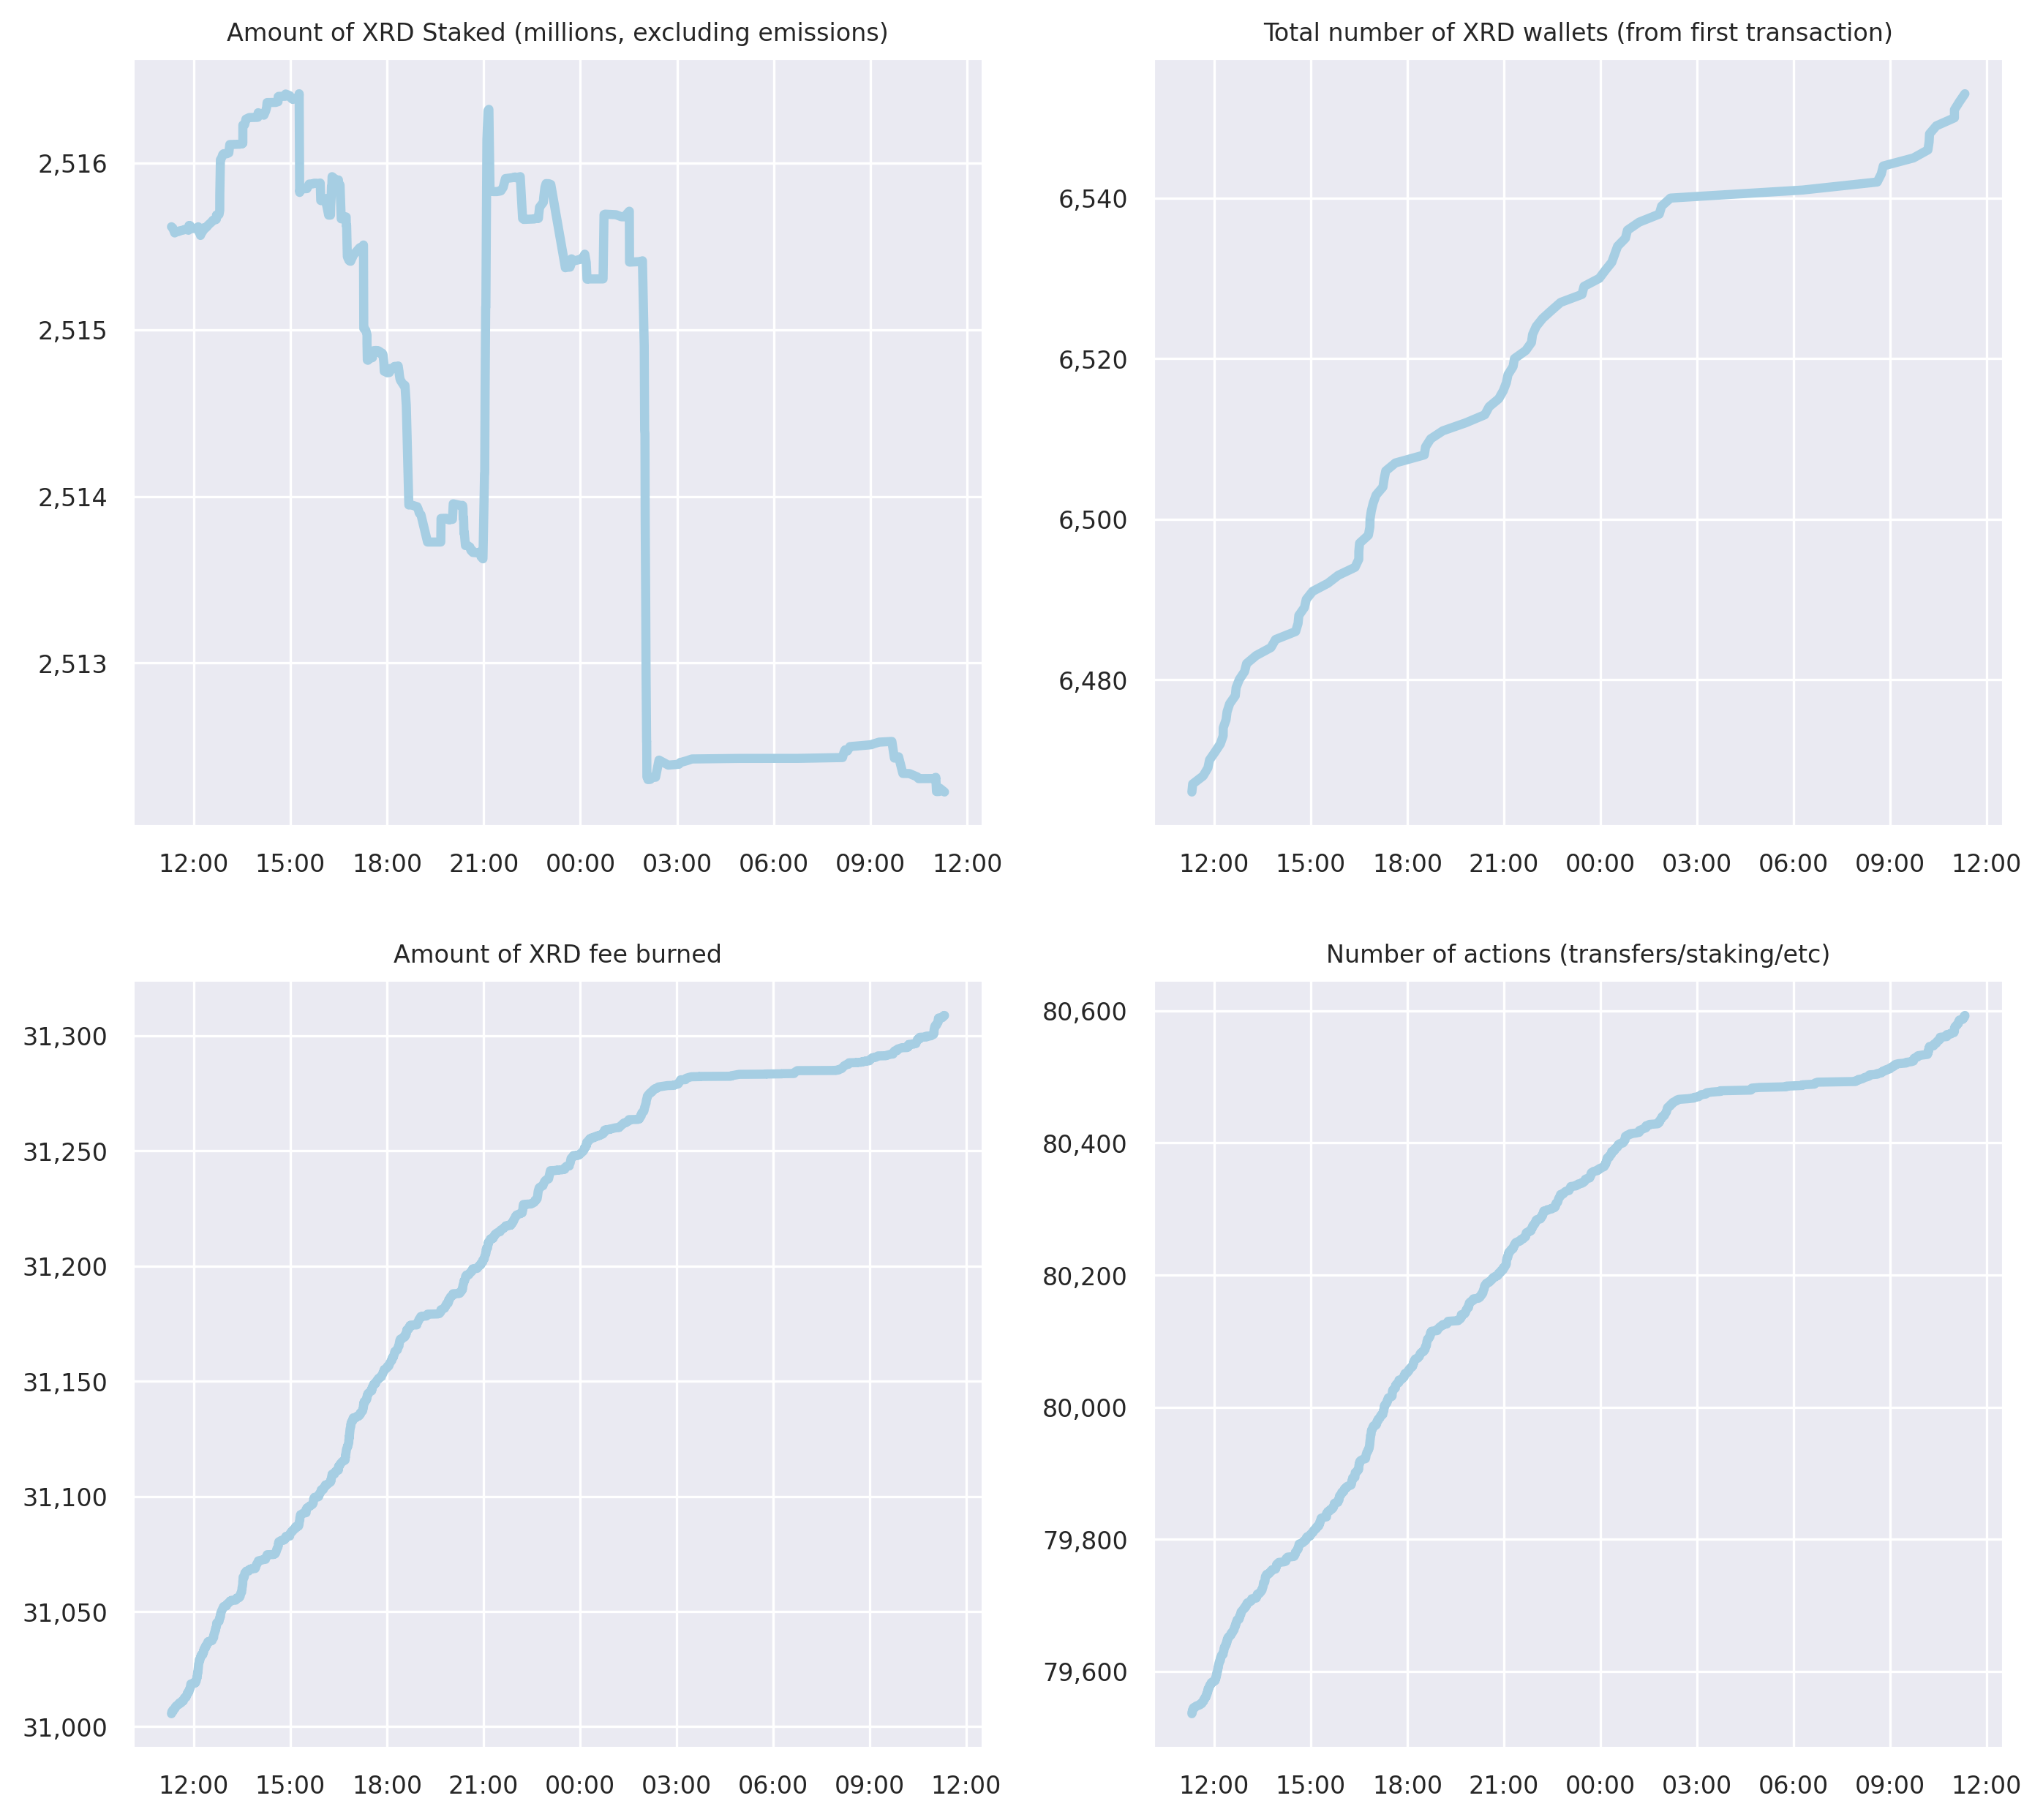 Amount of XRD Staked (millions, excluding emissions)
2,516
2,515
2,514
2,513
12:00 15:00 18:00 21:00 00:00 03:00 06:00 09:00 12:00
Total number of XRD wallets (from first transaction)
6,540
6,520
6,500
6,480
12:00 15:00 18:00 21:00 00:00 03:00 06:00 09:00 12:00
Amount of XRD fee burned
31,300
31,250
31,200
31,150
31,100
31,050
31,000
12:00 15:00 18:00 21:00 00:00 03:00 06:00 09:00 12:00
Number of actions (transfers/staking/etc)
80,600
80,400
80,200
80,000
79,800
79,600
12:00 15:00 18:00 21:00 00:00 03:00 06:00 09:00 12:00